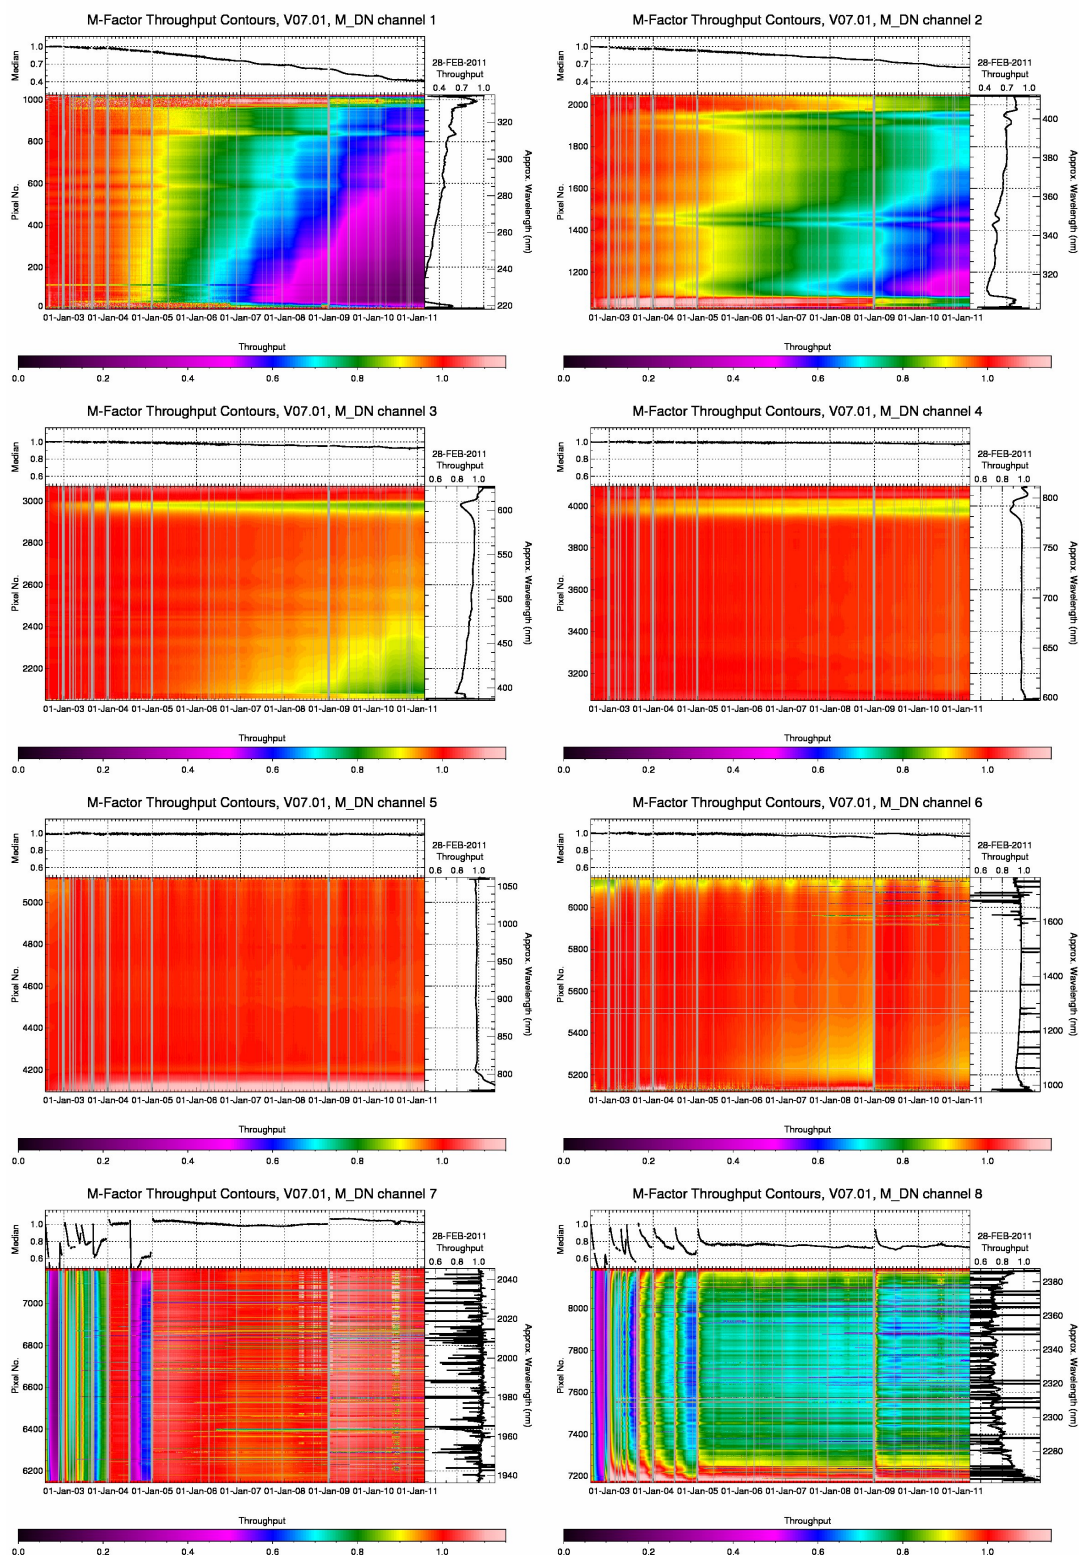 M-Factor Throughput Contours, V07.01, M_DN channel 1
Median
1.0
0.7
0.4
28-FEB-2011
Throughput
0.4 0.7 1.0
Pixel No.
1000
800
600
400
200
0
320
300
280
260
240
220
Approx. Wavelength (nm)
01-Jan-03 01-Jan-04 01-Jan-05 01-Jan-06 01-Jan-07 01-Jan-08 01-Jan-09 01-Jan-10 01-Jan-11
Throughput
0.0 0.2 0.4 0.6 0.8 1.0
M-Factor Throughput Contours, V07.01, M_DN channel 2
Median
1.0
0.7
0.4
28-FEB-2011
Throughput
0.4 0.7 1.0
Pixel No.
2000
1800
1600
1400
1200
400
380
360
340
320
Approx. Wavelength (nm)
01-Jan-03 01-Jan-04 01-Jan-05 01-Jan-06 01-Jan-07 01-Jan-08 01-Jan-09 01-Jan-10 01-Jan-11
Throughput
0.0 0.2 0.4 0.6 0.8 1.0
M-Factor Throughput Contours, V07.01, M_DN channel 3
Median
1.0
0.8
0.6
28-FEB-2011
Throughput
0.6 0.8 1.0
Pixel No.
3000
2800
2600
2400
2200
600
550
500
450
400
Approx. Wavelength (nm)
01-Jan-03 01-Jan-04 01-Jan-05 01-Jan-06 01-Jan-07 01-Jan-08 01-Jan-09 01-Jan-10 01-Jan-11
Throughput
0.0 0.2 0.4 0.6 0.8 1.0
M-Factor Throughput Contours, V07.01, M_DN channel 4
Median
1.0
0.8
0.6
28-FEB-2011
Throughput
0.6 0.8 1.0
Pixel No.
4000
3800
3600
3400
3200
800
750
700
650
600
Approx. Wavelength (nm)
01-Jan-03 01-Jan-04 01-Jan-05 01-Jan-06 01-Jan-07 01-Jan-08 01-Jan-09 01-Jan-10 01-Jan-11
Throughput
0.0 0.2 0.4 0.6 0.8 1.0
M-Factor Throughput Contours, V07.01, M_DN channel 5
Median
1.0
0.8
0.6
28-FEB-2011
Throughput
0.6 0.8 1.0
Pixel No.
5000
4800
4600
4400
4200
1050
1000
950
900
850
800
Approx. Wavelength (nm)
01-Jan-03 01-Jan-04 01-Jan-05 01-Jan-06 01-Jan-07 01-Jan-08 01-Jan-09 01-Jan-10 01-Jan-11
Throughput
0.0 0.2 0.4 0.6 0.8 1.0
M-Factor Throughput Contours, V07.01, M_DN channel 6
Median
1.0
0.8
0.6
28-FEB-2011
Throughput
0.6 0.8 1.0
Pixel No.
6000
5800
5600
5400
5200
1600
1400
1200
1000
Approx. Wavelength (nm)
01-Jan-03 01-Jan-04 01-Jan-05 01-Jan-06 01-Jan-07 01-Jan-08 01-Jan-09 01-Jan-10 01-Jan-11
Throughput
0.0 0.2 0.4 0.6 0.8 1.0
M-Factor Throughput Contours, V07.01, M_DN channel 7
Median
1.0
0.8
0.6
28-FEB-2011
Throughput
0.6 0.8 1.0
Pixel No.
7000
6800
6600
6400
6200
2040
2020
2000
1980
1960
1940
Approx. Wavelength (nm)
01-Jan-03 01-Jan-04 01-Jan-05 01-Jan-06 01-Jan-07 01-Jan-08 01-Jan-09 01-Jan-10 01-Jan-11
Throughput
0.0 0.2 0.4 0.6 0.8 1.0
M-Factor Throughput Contours, V07.01, M_DN channel 8
Median
1.0
0.8
0.6
28-FEB-2011
Throughput
0.6 0.8 1.0
Pixel No.
8000
7800
7600
7400
7200
2380
2360
2340
2320
2300
2280
Approx. Wavelength (nm)
01-Jan-03 01-Jan-04 01-Jan-05 01-Jan-06 01-Jan-07 01-Jan-08 01-Jan-09 01-Jan-10 01-Jan-11
Throughput
0.0 0.2 0.4 0.6 0.8 1.0